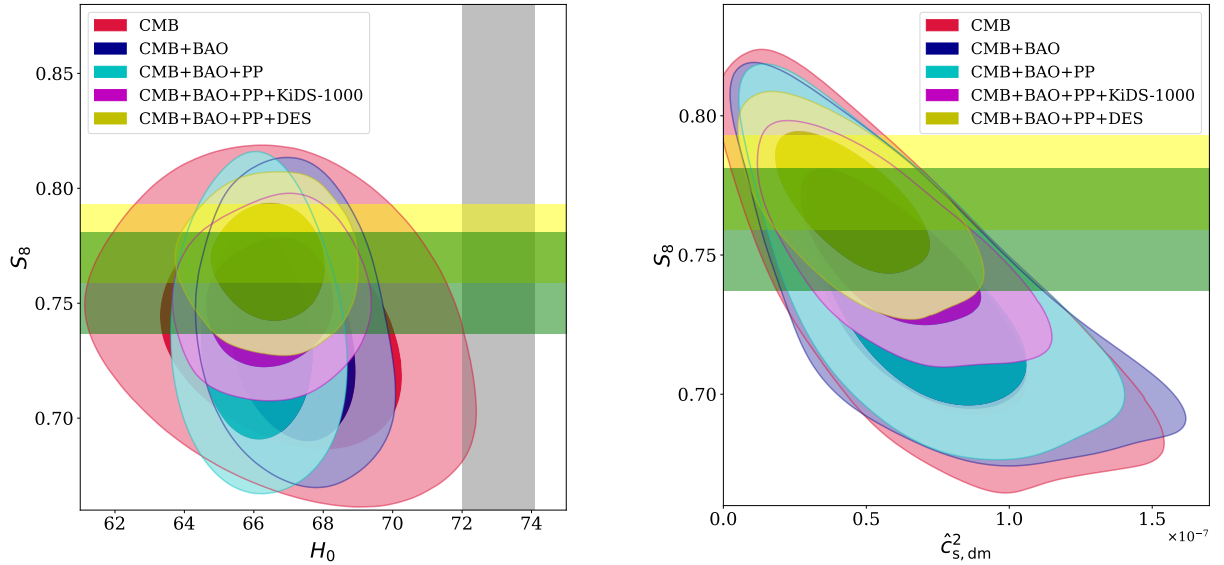 CMB
CMB+BAO
CMB+BAO+PP
CMB+BAO+PP+KiDS-1000
CMB+BAO+PP+DES
0.85
0.80
0.75
0.70
S₈
62 64 66 68 70 72 74
H₀
CMB
CMB+BAO
CMB+BAO+PP
CMB+BAO+PP+KiDS-1000
CMB+BAO+PP+DES
0.80
0.75
0.70
S₈
0.0 0.5 1.0 1.5
×10⁻⁷
ĉ²s, dm